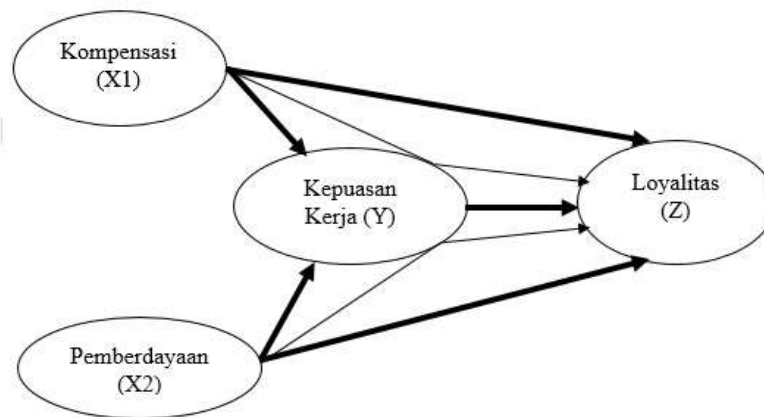 Kompensasi
(X1)
Kepuasan
Kerja (Y)
Loyalitas
(Z)
Pemberdayaan
(X2)